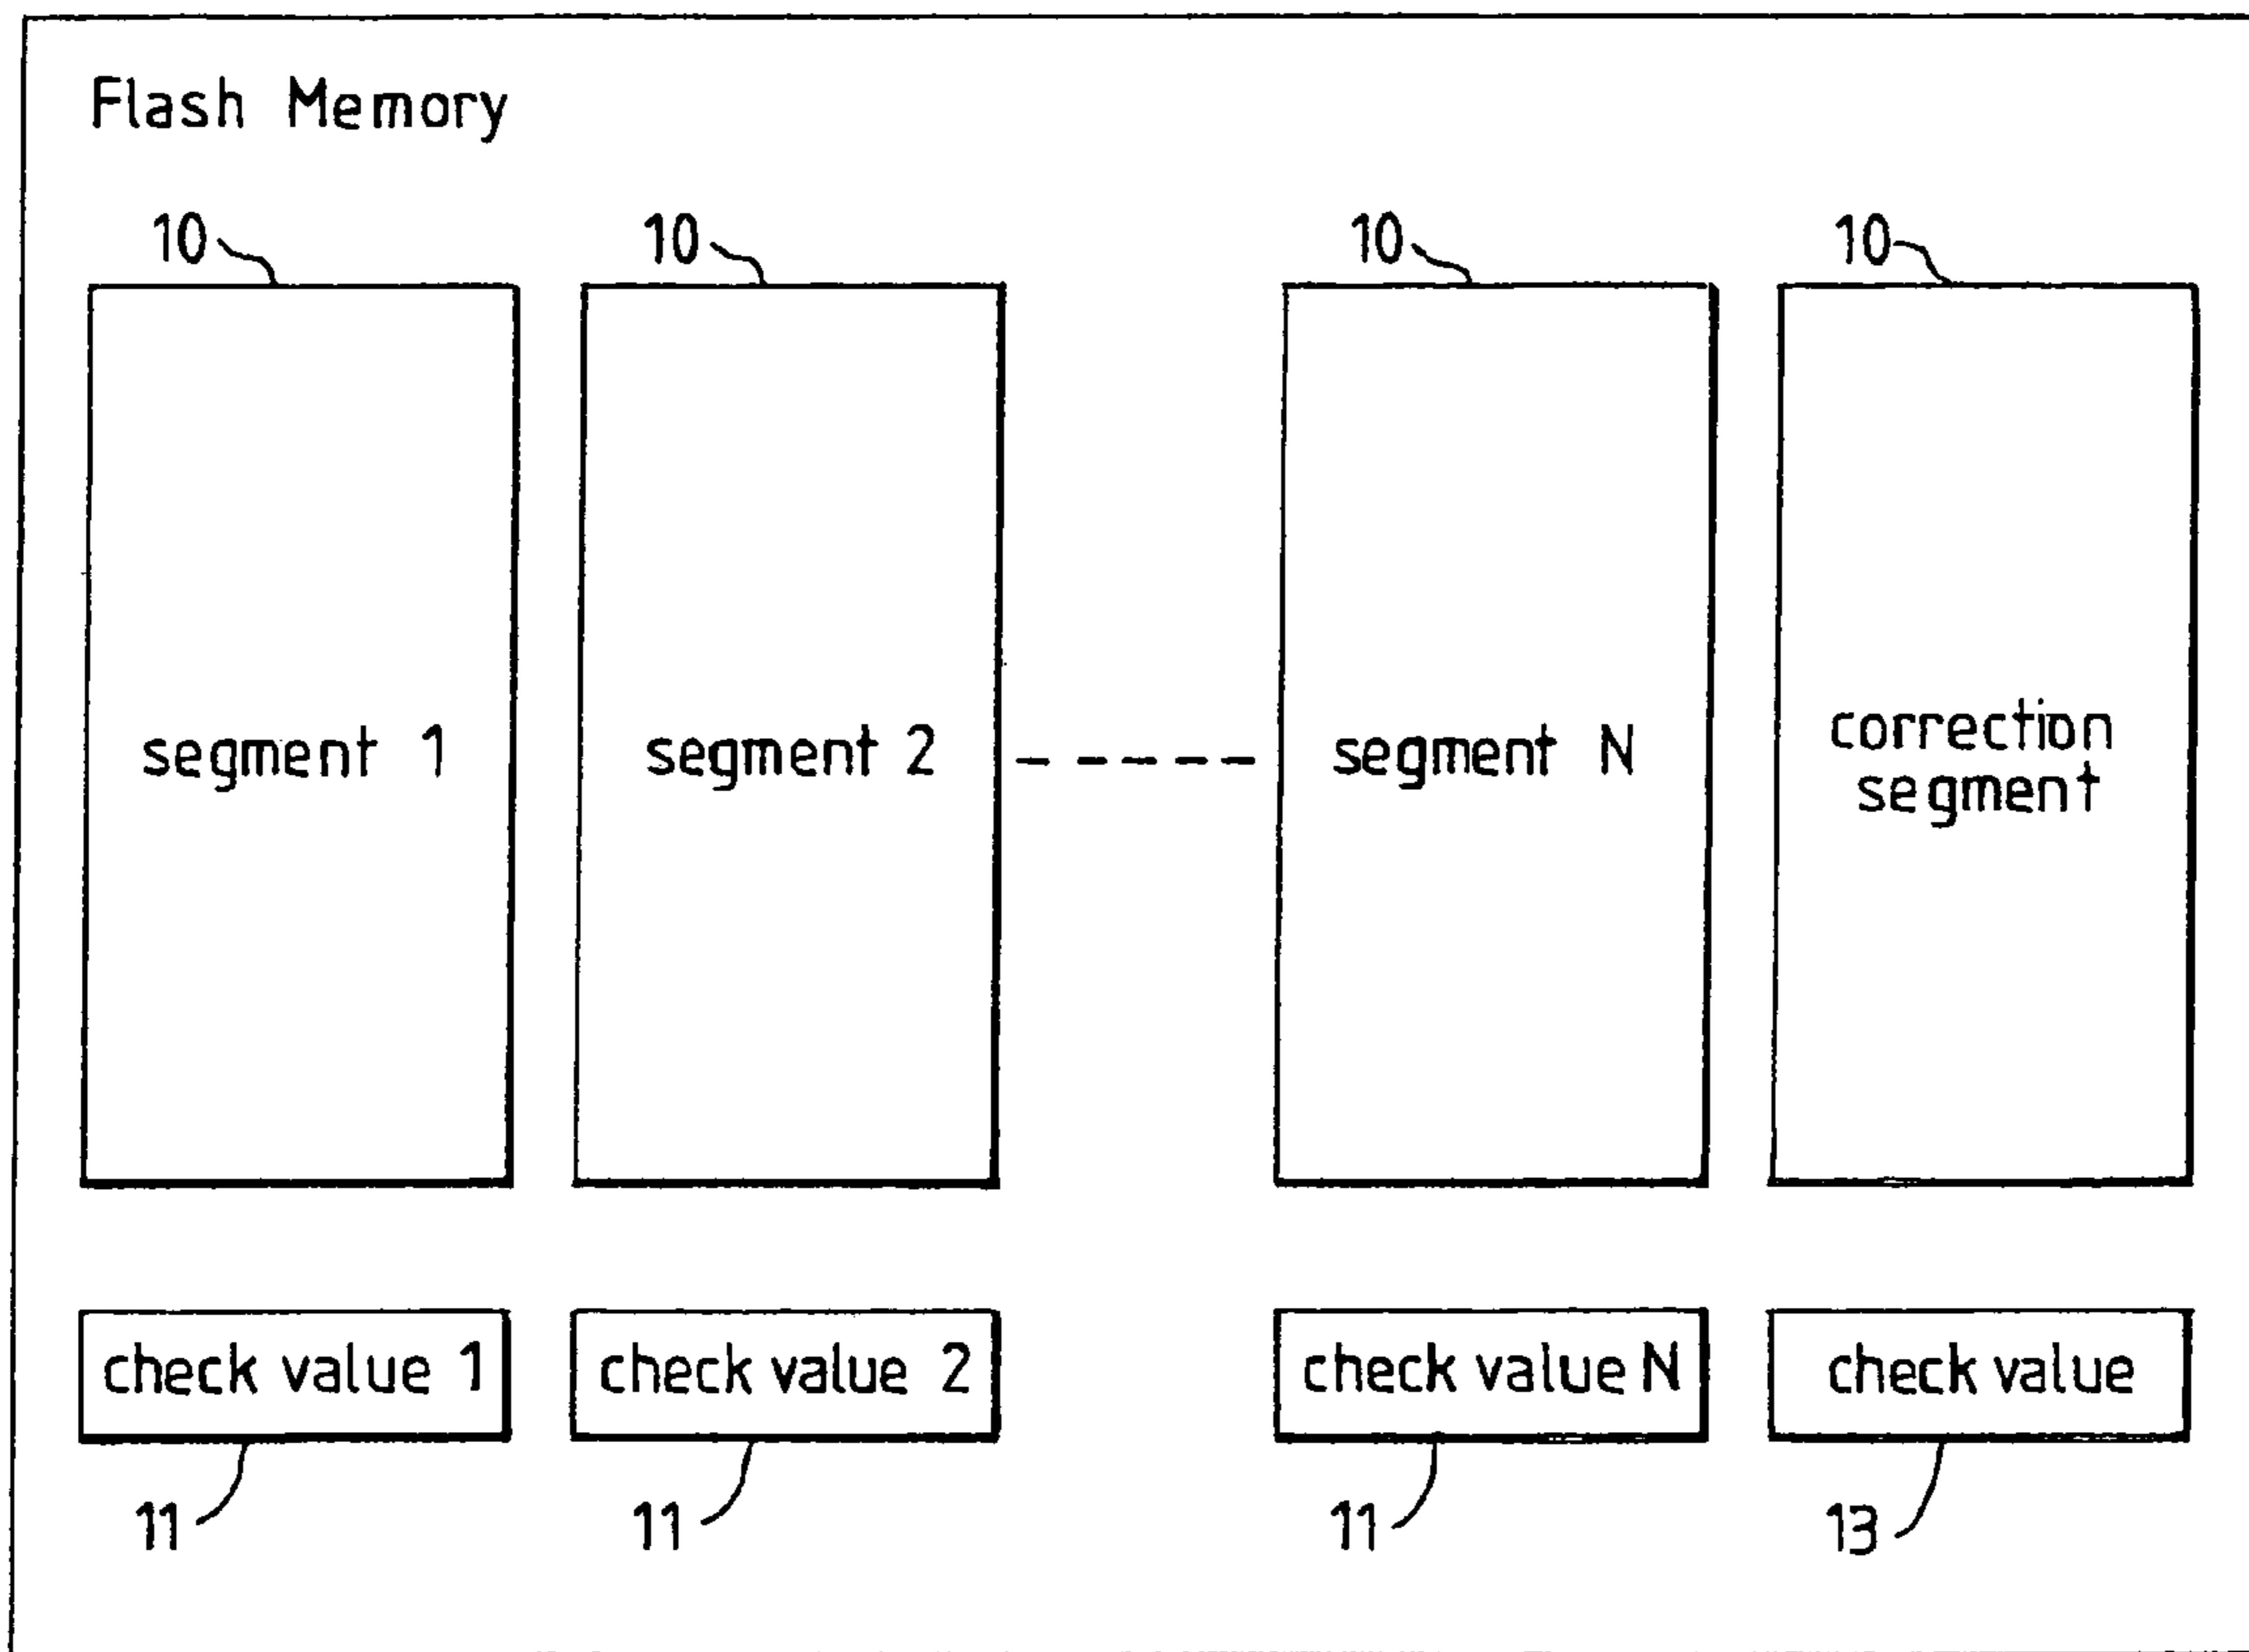 Flash Memory
10 10 10 10
segment 1 segment 2 segment N correction segment
check value 1 check value 2 check value N check value
11 11 11 13